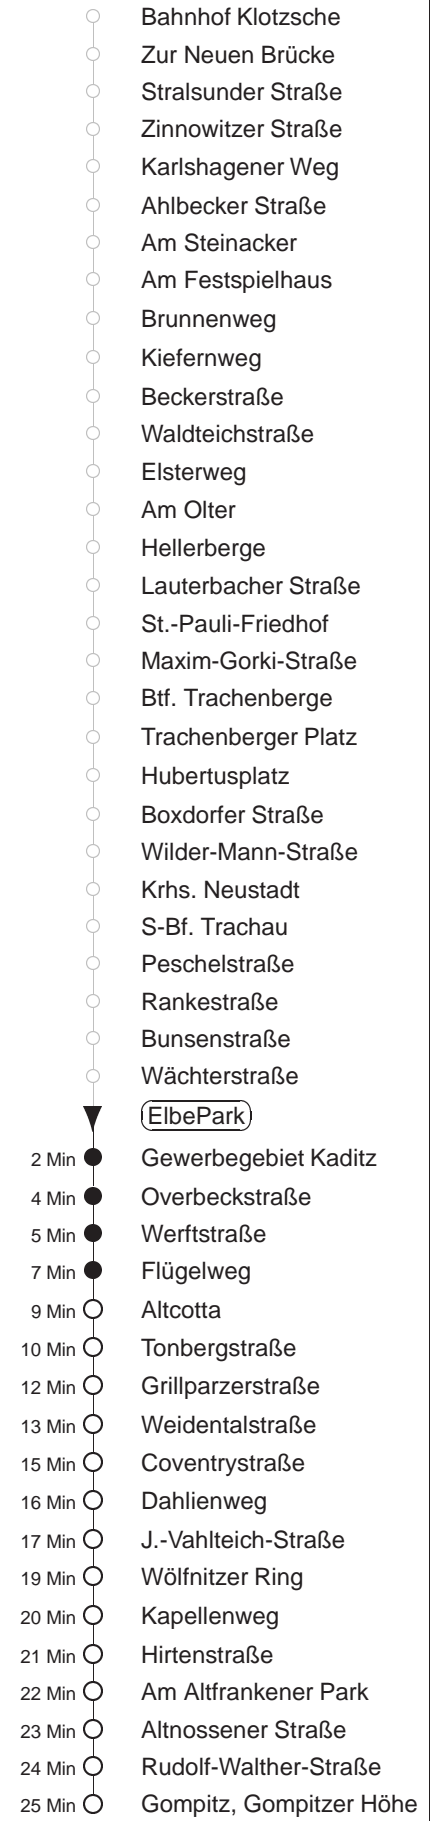 Bahnhof Klotzsche
Zur Neuen Brücke
Stralsunder Straße
Zinnowitzer Straße
Karlshagener Weg
Ahlbecker Straße
Am Steinacker
Am Festspielhaus
Brunnenweg
Kiefernweg
Beckerstraße
Waldteichstraße
Elsterweg
Am Olter
Hellerberge
Lauterbacher Straße
St.-Pauli-Friedhof
Maxim-Gorki-Straße
Btf. Trachenberge
Trachenberger Platz
Hubertusplatz
Boxdorfer Straße
Wilder-Mann-Straße
Krhs. Neustadt
S-Bf. Trachau
Peschelstraße
Rankestraße
Bunsenstraße
Wächterstraße
ElbePark
2 Min Gewerbegebiet Kaditz
4 Min Overbeckstraße
5 Min Werftstraße
7 Min Flügelweg
9 Min Altcotta
10 Min Tonbergstraße
12 Min Grillparzerstraße
13 Min Weidentalstraße
15 Min Coventrystraße
16 Min Dahlienweg
17 Min J.-Vahlteich-Straße
19 Min Wölfnitzer Ring
20 Min Kapellenweg
21 Min Hirtenstraße
22 Min Am Altfrankener Park
23 Min Altnossener Straße
24 Min Rudolf-Walther-Straße
25 Min Gompitz, Gompitzer Höhe